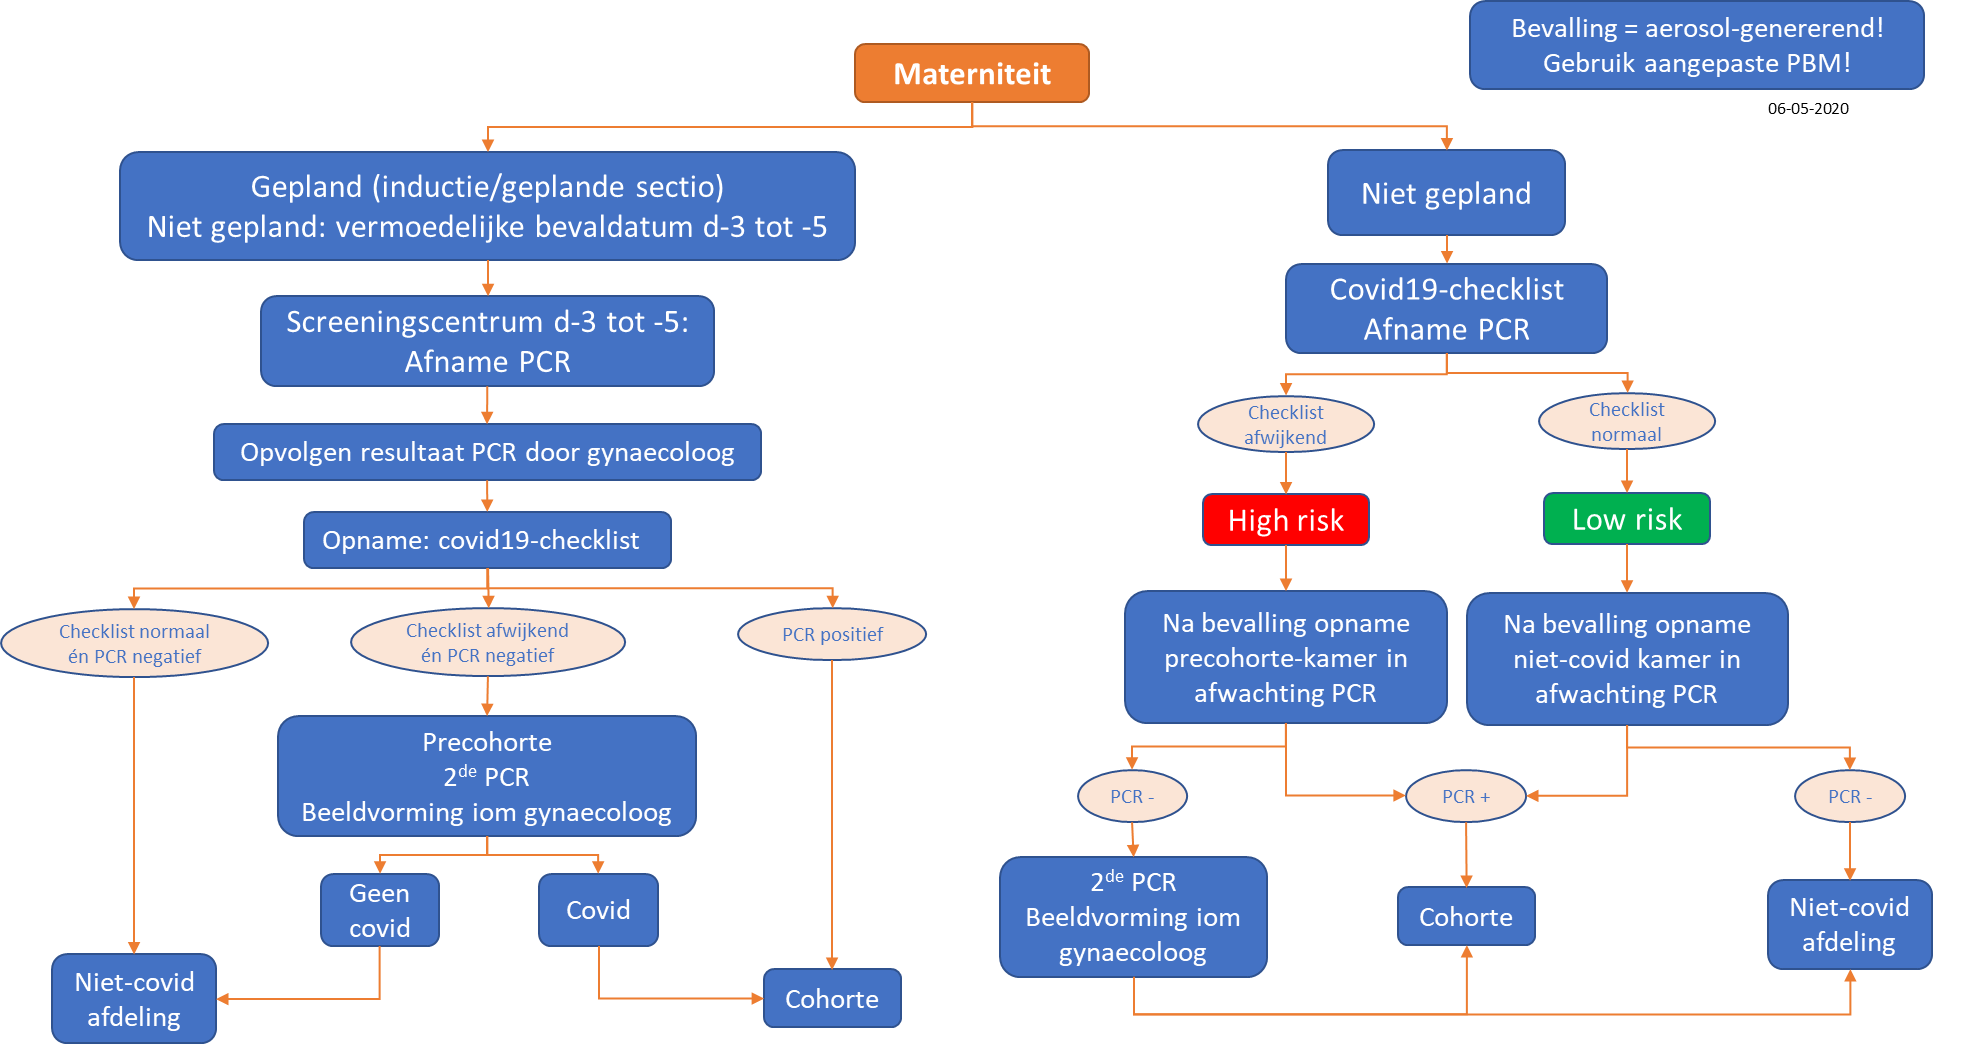 Materniteit
Bevalling = aerosol-genererend!
Gebruik aangepaste PBM!
06-05-2020
Gepland (inductie/geplande sectio)
Niet gepland: vermoedelijke bevaldatum d-3 tot -5
Screeningscentrum d-3 tot -5:
Afname PCR
Opvolgen resultaat PCR door gynaecoloog
Opname: covid19-checklist
Checklist normaal
én PCR negatief
Checklist afwijkend
én PCR negatief
PCR positief
Precohorte
2de PCR
Beeldvorming iom gynaecoloog
Geen
covid
Covid
Niet-covid
afdeling
Cohorte
Niet gepland
Covid19-checklist
Afname PCR
Checklist
afwijkend
Checklist
normaal
High risk
Low risk
Na bevalling opname
precohorte-kamer in
afwachting PCR
Na bevalling opname
niet-covid kamer in
afwachting PCR
PCR -
PCR +
PCR -
2de PCR
Beeldvorming iom
gynaecoloog
Cohorte
Niet-covid
afdeling